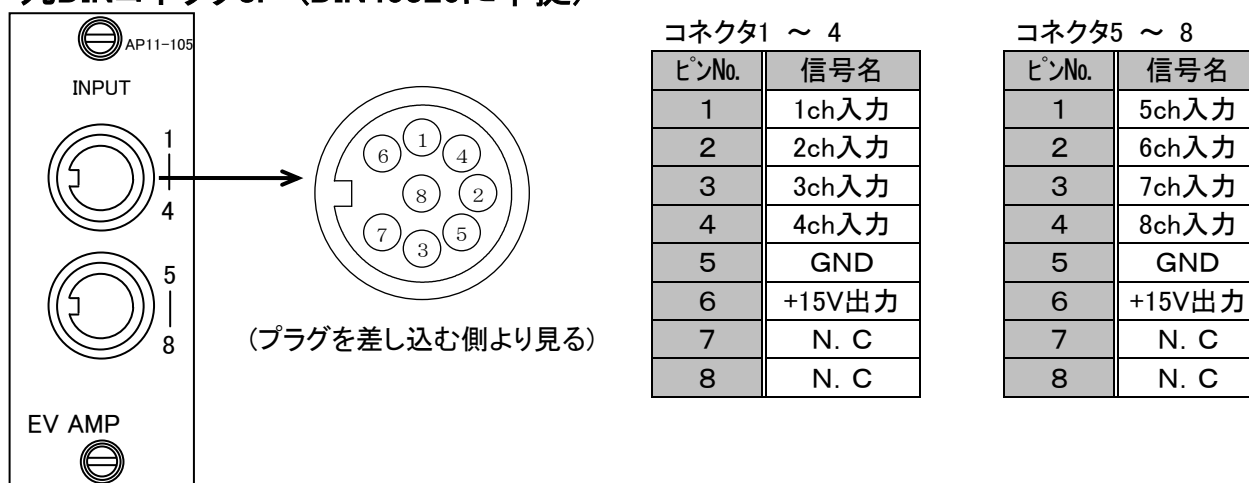 AP11-105
INPUT
1
4
5
8
EV AMP
1
6
4
8
2
7
5
3
(プラグを差し込む側より見る)
コネクタ1 ～ 4
ピン№. 信号名
1 1ch入力
2 2ch入力
3 3ch入力
4 4ch入力
5 GND
6 +15V出力
7 N. C
8 N. C
コネクタ5 ～ 8
ピン№. 信号名
1 5ch入力
2 6ch入力
3 7ch入力
4 8ch入力
5 GND
6 +15V出力
7 N. C
8 N. C